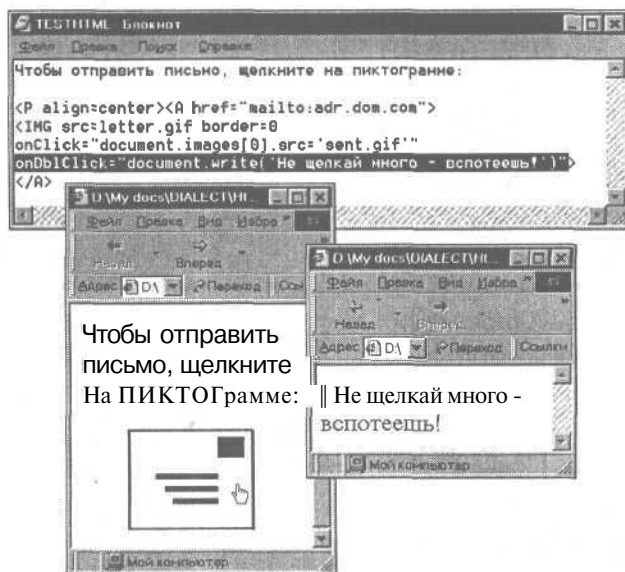 TESTHTML Блокнот
Файл Правка Поиск Справка
Чтобы отправить письмо, щелкните на пиктограмме:
<P align=center><A href="mailto:adr.dom.com">
<IMG src=letter.gif border=0
onClick="document.images[0].src='sent.gif'"
onDblClick="document.write('Не щелкай много - вспотеешь!')">
</A>
D:\My docs\DIALECT\HI...
Файл Правка Вид Избра
Назад Вперед
Адрес D:\ Переход Ссы
Чтобы отправить
письмо, щелкните
На ПИКТОГрамме:
Мой компьютер
D:\My docs\DIALECT\HI...
Файл Правка Вид Избра
Назад Вперед
Адрес D:\ Переход Ссылки
|| Не щелкай много -
вспотеешь!
Мой компьютер